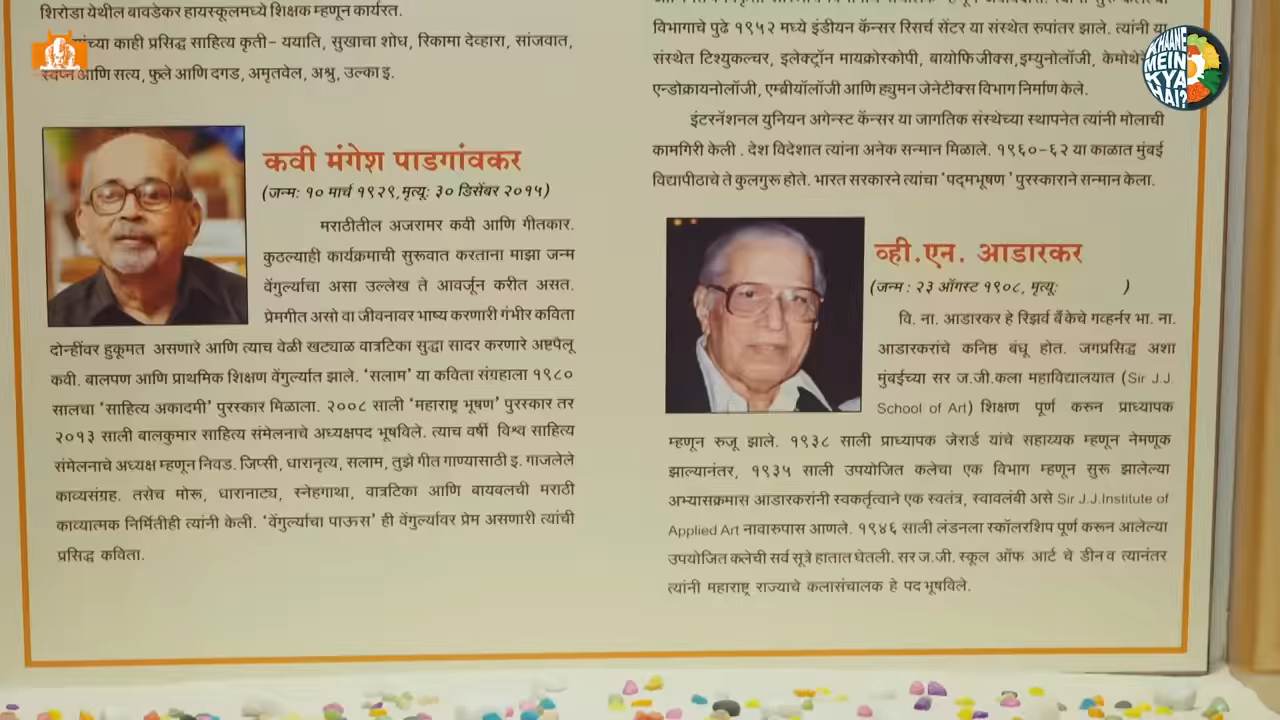 शिरोडा येथील बावडेकर हायस्कूलमध्ये शिक्षक म्हणून कार्यरत.
काही प्रसिद्ध साहित्य कृती- ययाति, सुखाचा शोध, रिकामा देव्हारा, सांजवात,
स्वप्न आणि सत्य, फुले आणि दगड, अमृतवेल, अश्रु, उल्का इ.
कवी मंगेश पाडगांवकर
(जन्म: १० मार्च १९२९,मृत्यू: ३० डिसेंबर २०१५)
मराठीतील अजरामर कवी आणि गीतकार.
कुठल्याही कार्यक्रमाची सुरूवात करताना माझा जन्म
वेंगुर्ल्याचा असा उल्लेख ते आवर्जून करीत असत.
प्रेमगीत असो वा जीवनावर भाष्य करणारी गंभीर कविता
दोन्हींवर हुकूमत असणारे आणि त्याच वेळी खट्याळ वात्रटिका सुद्धा सादर करणारे अष्टपैलू
कवी. बालपण आणि प्राथमिक शिक्षण वेंगुर्ल्यात झाले. 'सलाम' या कविता संग्रहाला १९८०
सालचा 'साहित्य अकादमी' पुरस्कार मिळाला. २००८ साली 'महाराष्ट्र भूषण' पुरस्कार तर
२०१३ साली बालकुमार साहित्य संमेलनाचे अध्यक्षपद भूषविले. त्याच वर्षी विश्व साहित्य
संमेलनाचे अध्यक्ष म्हणून निवड. जिप्सी, धारानृत्य, सलाम, तुझे गीत गाण्यासाठी इ. गाजलेले
काव्यसंग्रह. तसेच मोरू, धारानाट्य, स्नेहगाथा, वात्रटिका आणि बायबलची मराठी
काव्यात्मक निर्मितीही त्यांनी केली. 'वेंगुर्ल्याचा पाऊस' ही वेंगुर्ल्यावर प्रेम असणारी त्यांची
प्रसिद्ध कविता.
विभागाचे पुढे १९५२ मध्ये इंडीयन कॅन्सर रिसर्च सेंटर या संस्थेत रुपांतर झाले. त्यांनी या
संस्थेत टिश्युकल्चर, इलेक्ट्रॉन मायक्रोस्कोपी, बायोफिजीक्स,इम्युनोलॉजी,
एन्डोक्रायनोलॉजी, एम्ब्रीयॉलॉजी आणि ह्युमन जेनेटीक्स विभाग निर्माण केले.
इंटरनॅशनल युनियन अगेन्स्ट कॅन्सर या जागतिक संस्थेच्या स्थापनेत त्यांनी मोलाची
कामगिरी केली . देश विदेशात त्यांना अनेक सन्मान मिळाले. १९६०-६२ या काळात मुंबई
विद्यापीठाचे ते कुलगुरू होते. भारत सरकारने त्यांचा 'पद्‌मभूषण ' पुरस्काराने सन्मान केला.
व्ही.एन. आडारकर
(जन्म : २३ ऑगस्ट १९०८, मृत्यू: )
वि. ना. आडारकर हे रिझर्व बँकेचे गव्हर्नर भा. ना.
आडारकरांचे कनिष्ठ बंधू होत. जगप्रसिद्ध अशा
मुंबईच्या सर ज.जी.कला महाविद्यालयात (Sir J.J.
School of Art) शिक्षण पूर्ण करुन प्राध्यापक
म्हणून रुजू झाले. १९३८ साली प्राध्यापक जेरार्ड यांचे सहाय्यक म्हणून नेमणूक
झाल्यानंतर, १९३५ साली उपयोजित कलेचा एक विभाग म्हणून सुरू झालेल्या
अभ्यासक्रमास आडारकरांनी स्वकर्तृत्वाने एक स्वतंत्र, स्वावलंबी असे Sir J.J.Institute of
Applied Art नावारुपास आणले. १९४६ साली लंडनला स्कॉलरशिप पूर्ण करून आलेल्या
उपयोजित कलेची सर्व सूत्रे हातात घेतली. सर ज.जी. स्कूल ऑफ आर्ट चे डीन व त्यानंतर
त्यांनी महाराष्ट्र राज्याचे कलासंचालक हे पद भूषविले.
KHAANE
MEIN
KYA
HAI?